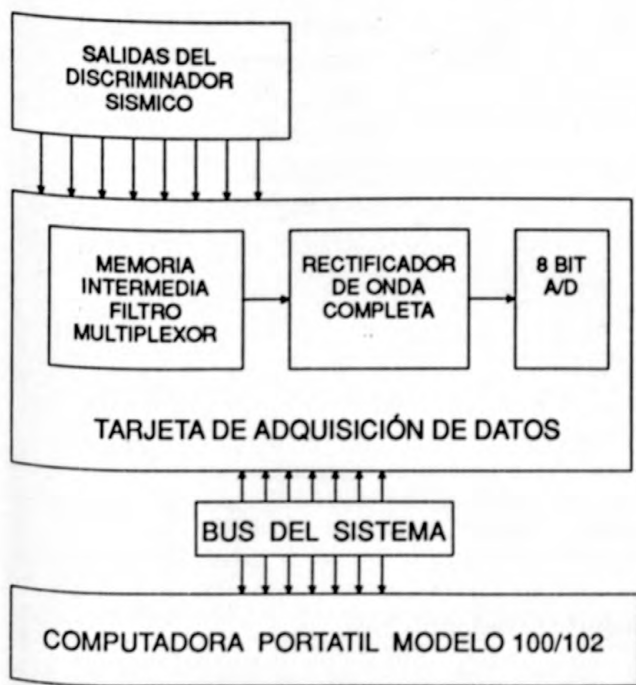 SALIDAS DEL
DISCRIMINADOR
SISMICO
MEMORIA
INTERMEDIA
FILTRO
MULTIPLEXOR
RECTIFICADOR
DE ONDA
COMPLETA
8 BIT
A/D
TARJETA DE ADQUISICIÓN DE DATOS
BUS DEL SISTEMA
COMPUTADORA PORTATIL MODELO 100/102